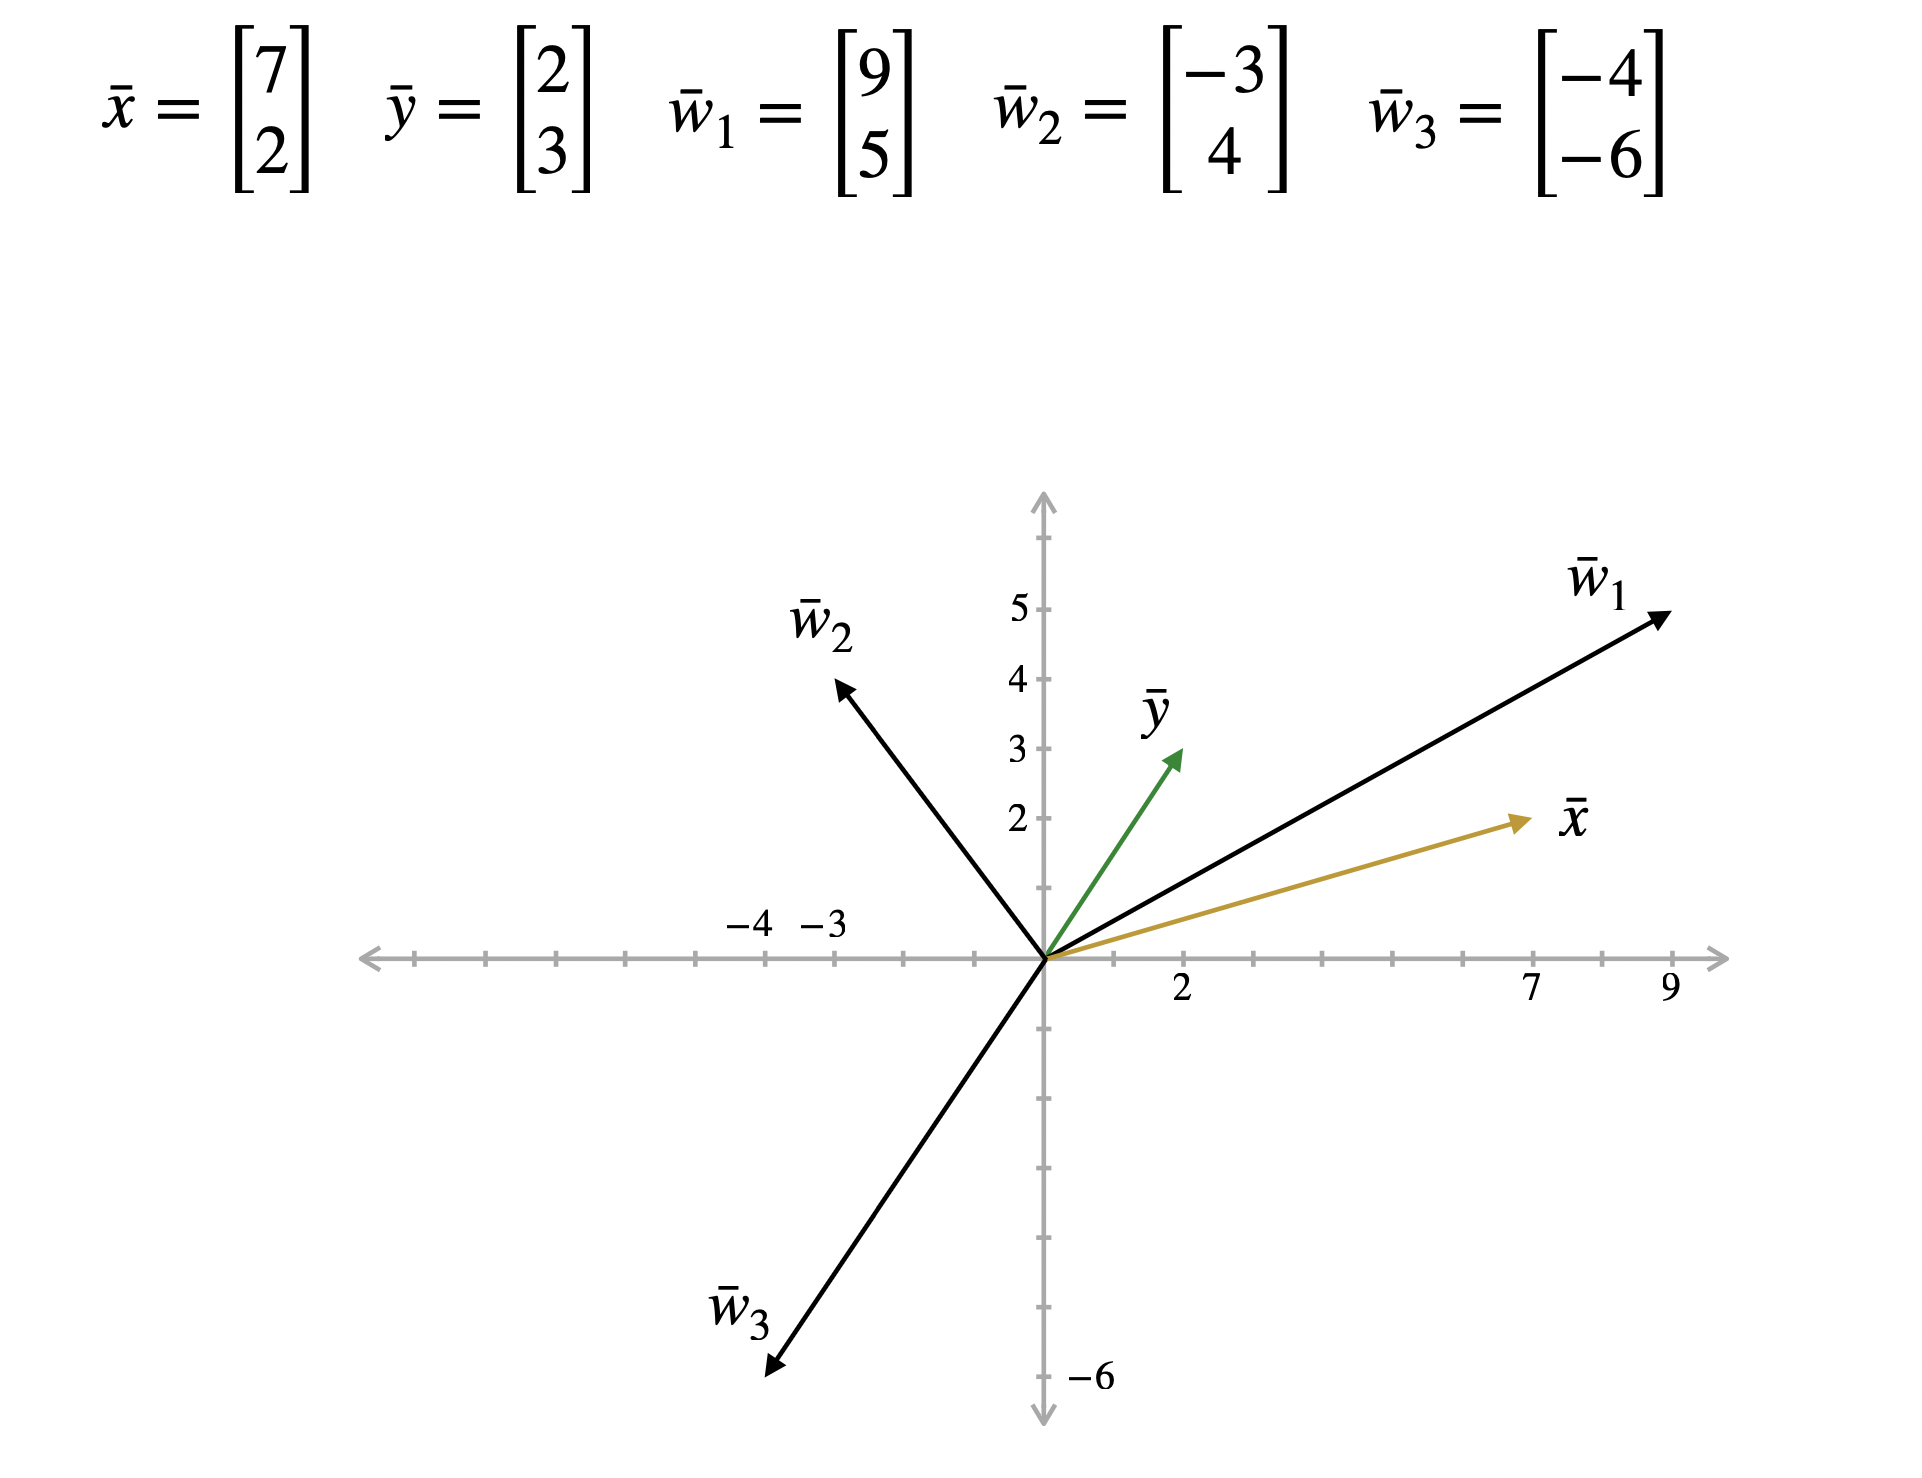 x̄ = [7 2] ȳ = [2 3] w̄₁ = [9 5] w̄₂ = [−3 4] w̄₃ = [−4 −6]
w̄₁
w̄₂
5
4
ȳ
3
x̄
2
−4 −3
2 7 9
w̄₃
−6